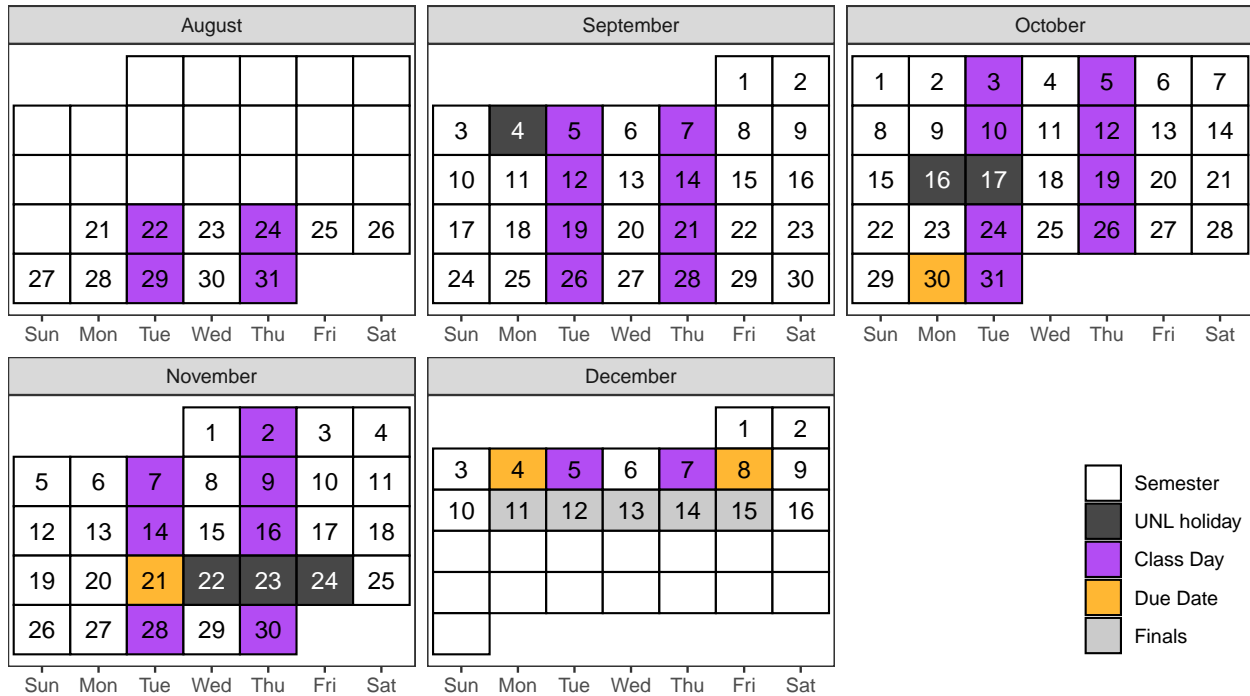 August
21 22 23 24 25 26
27 28 29 30 31
Sun Mon Tue Wed Thu Fri Sat
September
1 2
3 4 5 6 7 8 9
10 11 12 13 14 15 16
17 18 19 20 21 22 23
24 25 26 27 28 29 30
Sun Mon Tue Wed Thu Fri Sat
October
1 2 3 4 5 6 7
8 9 10 11 12 13 14
15 16 17 18 19 20 21
22 23 24 25 26 27 28
29 30 31
Sun Mon Tue Wed Thu Fri Sat
November
1 2 3 4
5 6 7 8 9 10 11
12 13 14 15 16 17 18
19 20 21 22 23 24 25
26 27 28 29 30
Sun Mon Tue Wed Thu Fri Sat
December
1 2
3 4 5 6 7 8 9
10 11 12 13 14 15 16
Sun Mon Tue Wed Thu Fri Sat
Semester
UNL holiday
Class Day
Due Date
Finals